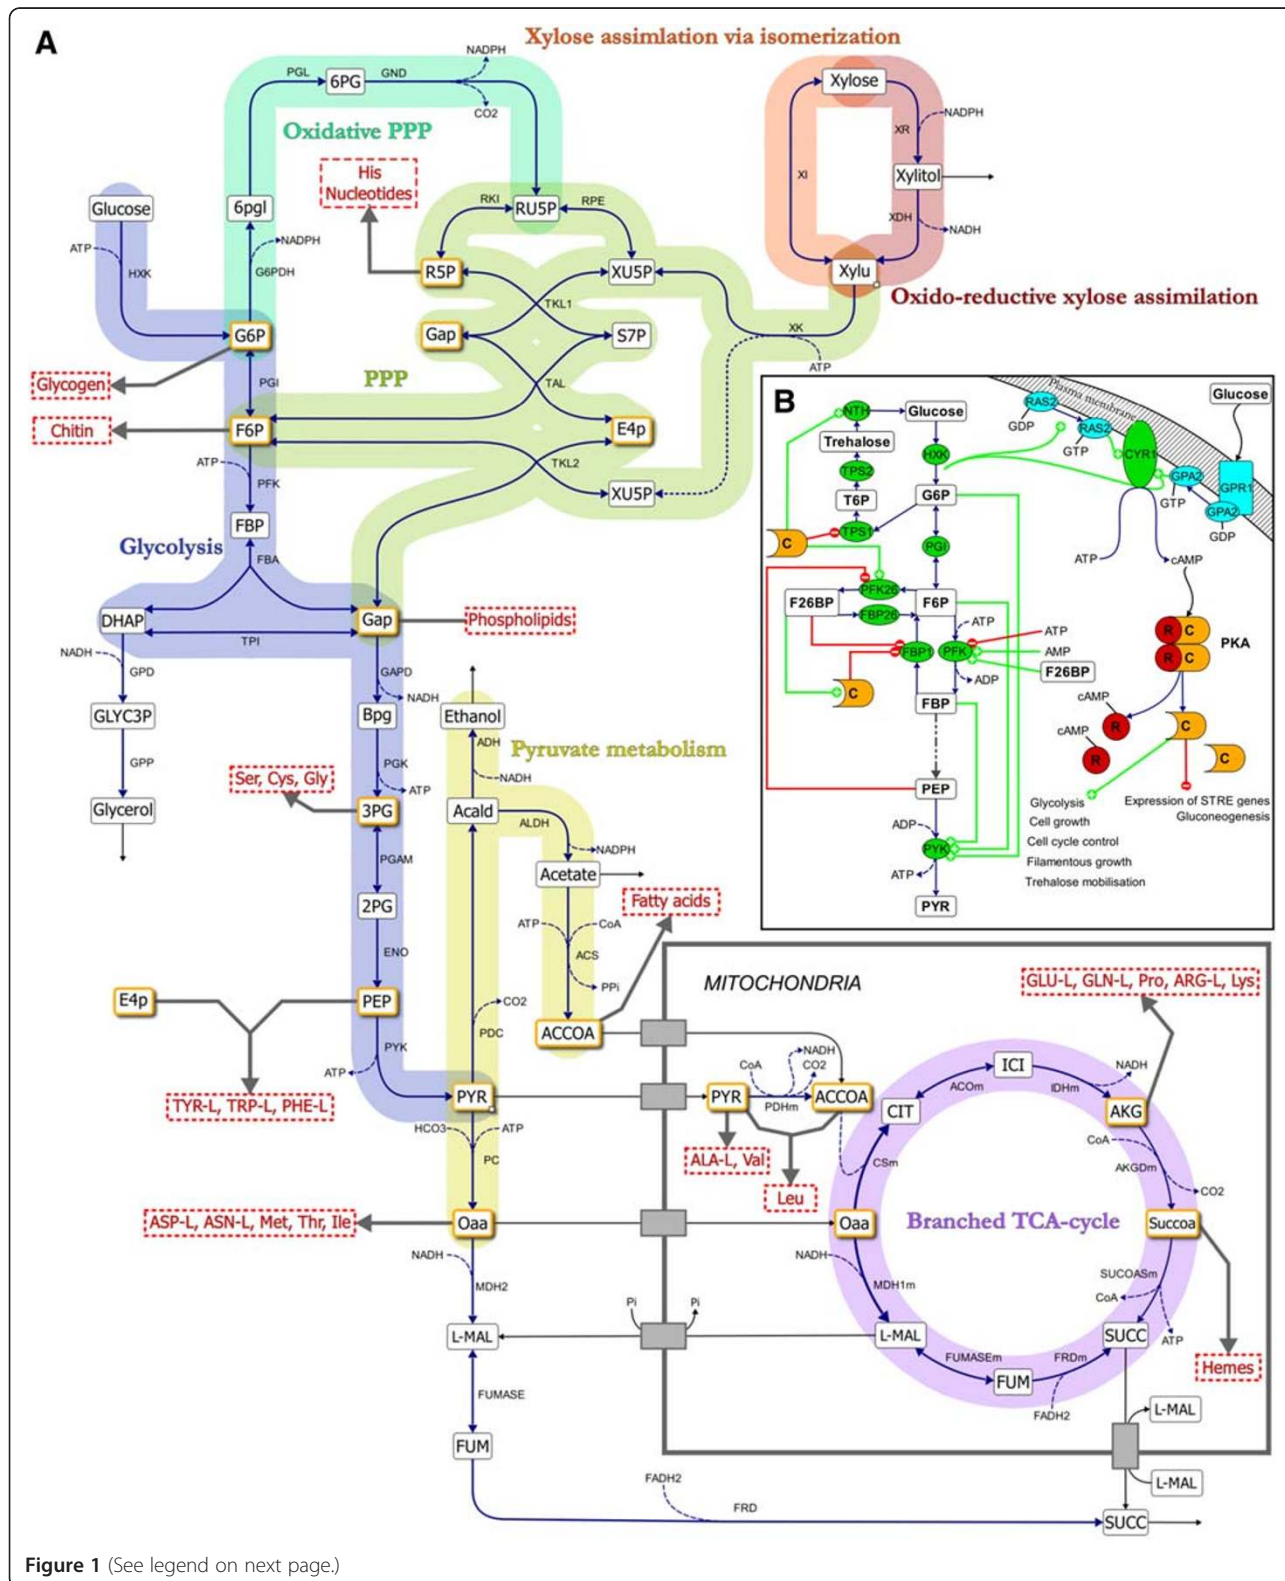 A
Xylose assimlation via isomerization
NADPH
PGL
6PG
GND
CO2
Oxidative PPP
Xylose
XR
NADPH
XI
Xylitol
XDH
NADH
Xylu
Oxido-reductive xylose assimilation
His
Nucleotides
Glucose
ATP
HXK
6pgl
NADPH
G6PDH
RKI
RU5P
RPE
R5P
XU5P
TKL1
G6P
Gap
S7P
XK
ATP
Glycogen
PGI
PPP
TAL
Chitin
F6P
E4p
ATP
PFK
TKL2
XU5P
FBP
Glycolysis
FBA
DHAP
Gap
Phospholipids
TPI
NADH
GPD
GAPD
NADH
GLYC3P
Bpg
Ethanol
ADH
Pyruvate metabolism
GPP
PGK
ATP
NADH
Ser, Cys, Gly
Glycerol
3PG
Acald
ALDH
NADPH
PGAM
Acetate
2PG
Fatty acids
ATP
CoA
ENO
ACS
PPi
E4p
PEP
CO2
PDC
ACCOA
PYK
ATP
TYR-L, TRP-L, PHE-L
PYR
HCO3
ATP
PC
ASP-L, ASN-L, Met, Thr, Ile
Oaa
NADH
MDH2
L-MAL
FUMASE
FUM
FADH2
FRD
SUCC
B
Plasma membrane
RAS2
GDP
RAS2
GTP
CYR1
GPA2
GTP
GPR1
GPA2
GDP
Glucose
NTH
Glucose
Trehalose
HXK
TPS2
T6P
G6P
C
TPS1
PGI
ATP
cAMP
PFK26
F26BP
F6P
FBP26
ATP
R
C
R
C
PKA
FBP1
PFK
ATP
AMP
F26BP
C
ADP
FBP
cAMP
R
C
cAMP
R
C
PEP
Glycolysis
Cell growth
Cell cycle control
Filamentous growth
Trehalose mobilisation
Expression of STRE genes
Gluconeogenesis
ADP
PYK
ATP
PYR
MITOCHONDRIA
GLU-L, GLN-L, Pro, ARG-L, Lys
CoA
NADH
CO2
PYR
PDHm
ACCOA
ALA-L, Val
Leu
ICI
ACOm
IDHm
NADH
CIT
AKG
CoA
AKGDm
CO2
CSm
Oaa
Branched TCA-cycle
Succoa
NADH
MDH1m
SUCOASm
CoA
ATP
Pi
Pi
L-MAL
SUCC
FUMASEm
FRDm
FUM
FADH2
Hemes
L-MAL
L-MAL
Figure 1 (See legend on next page.)